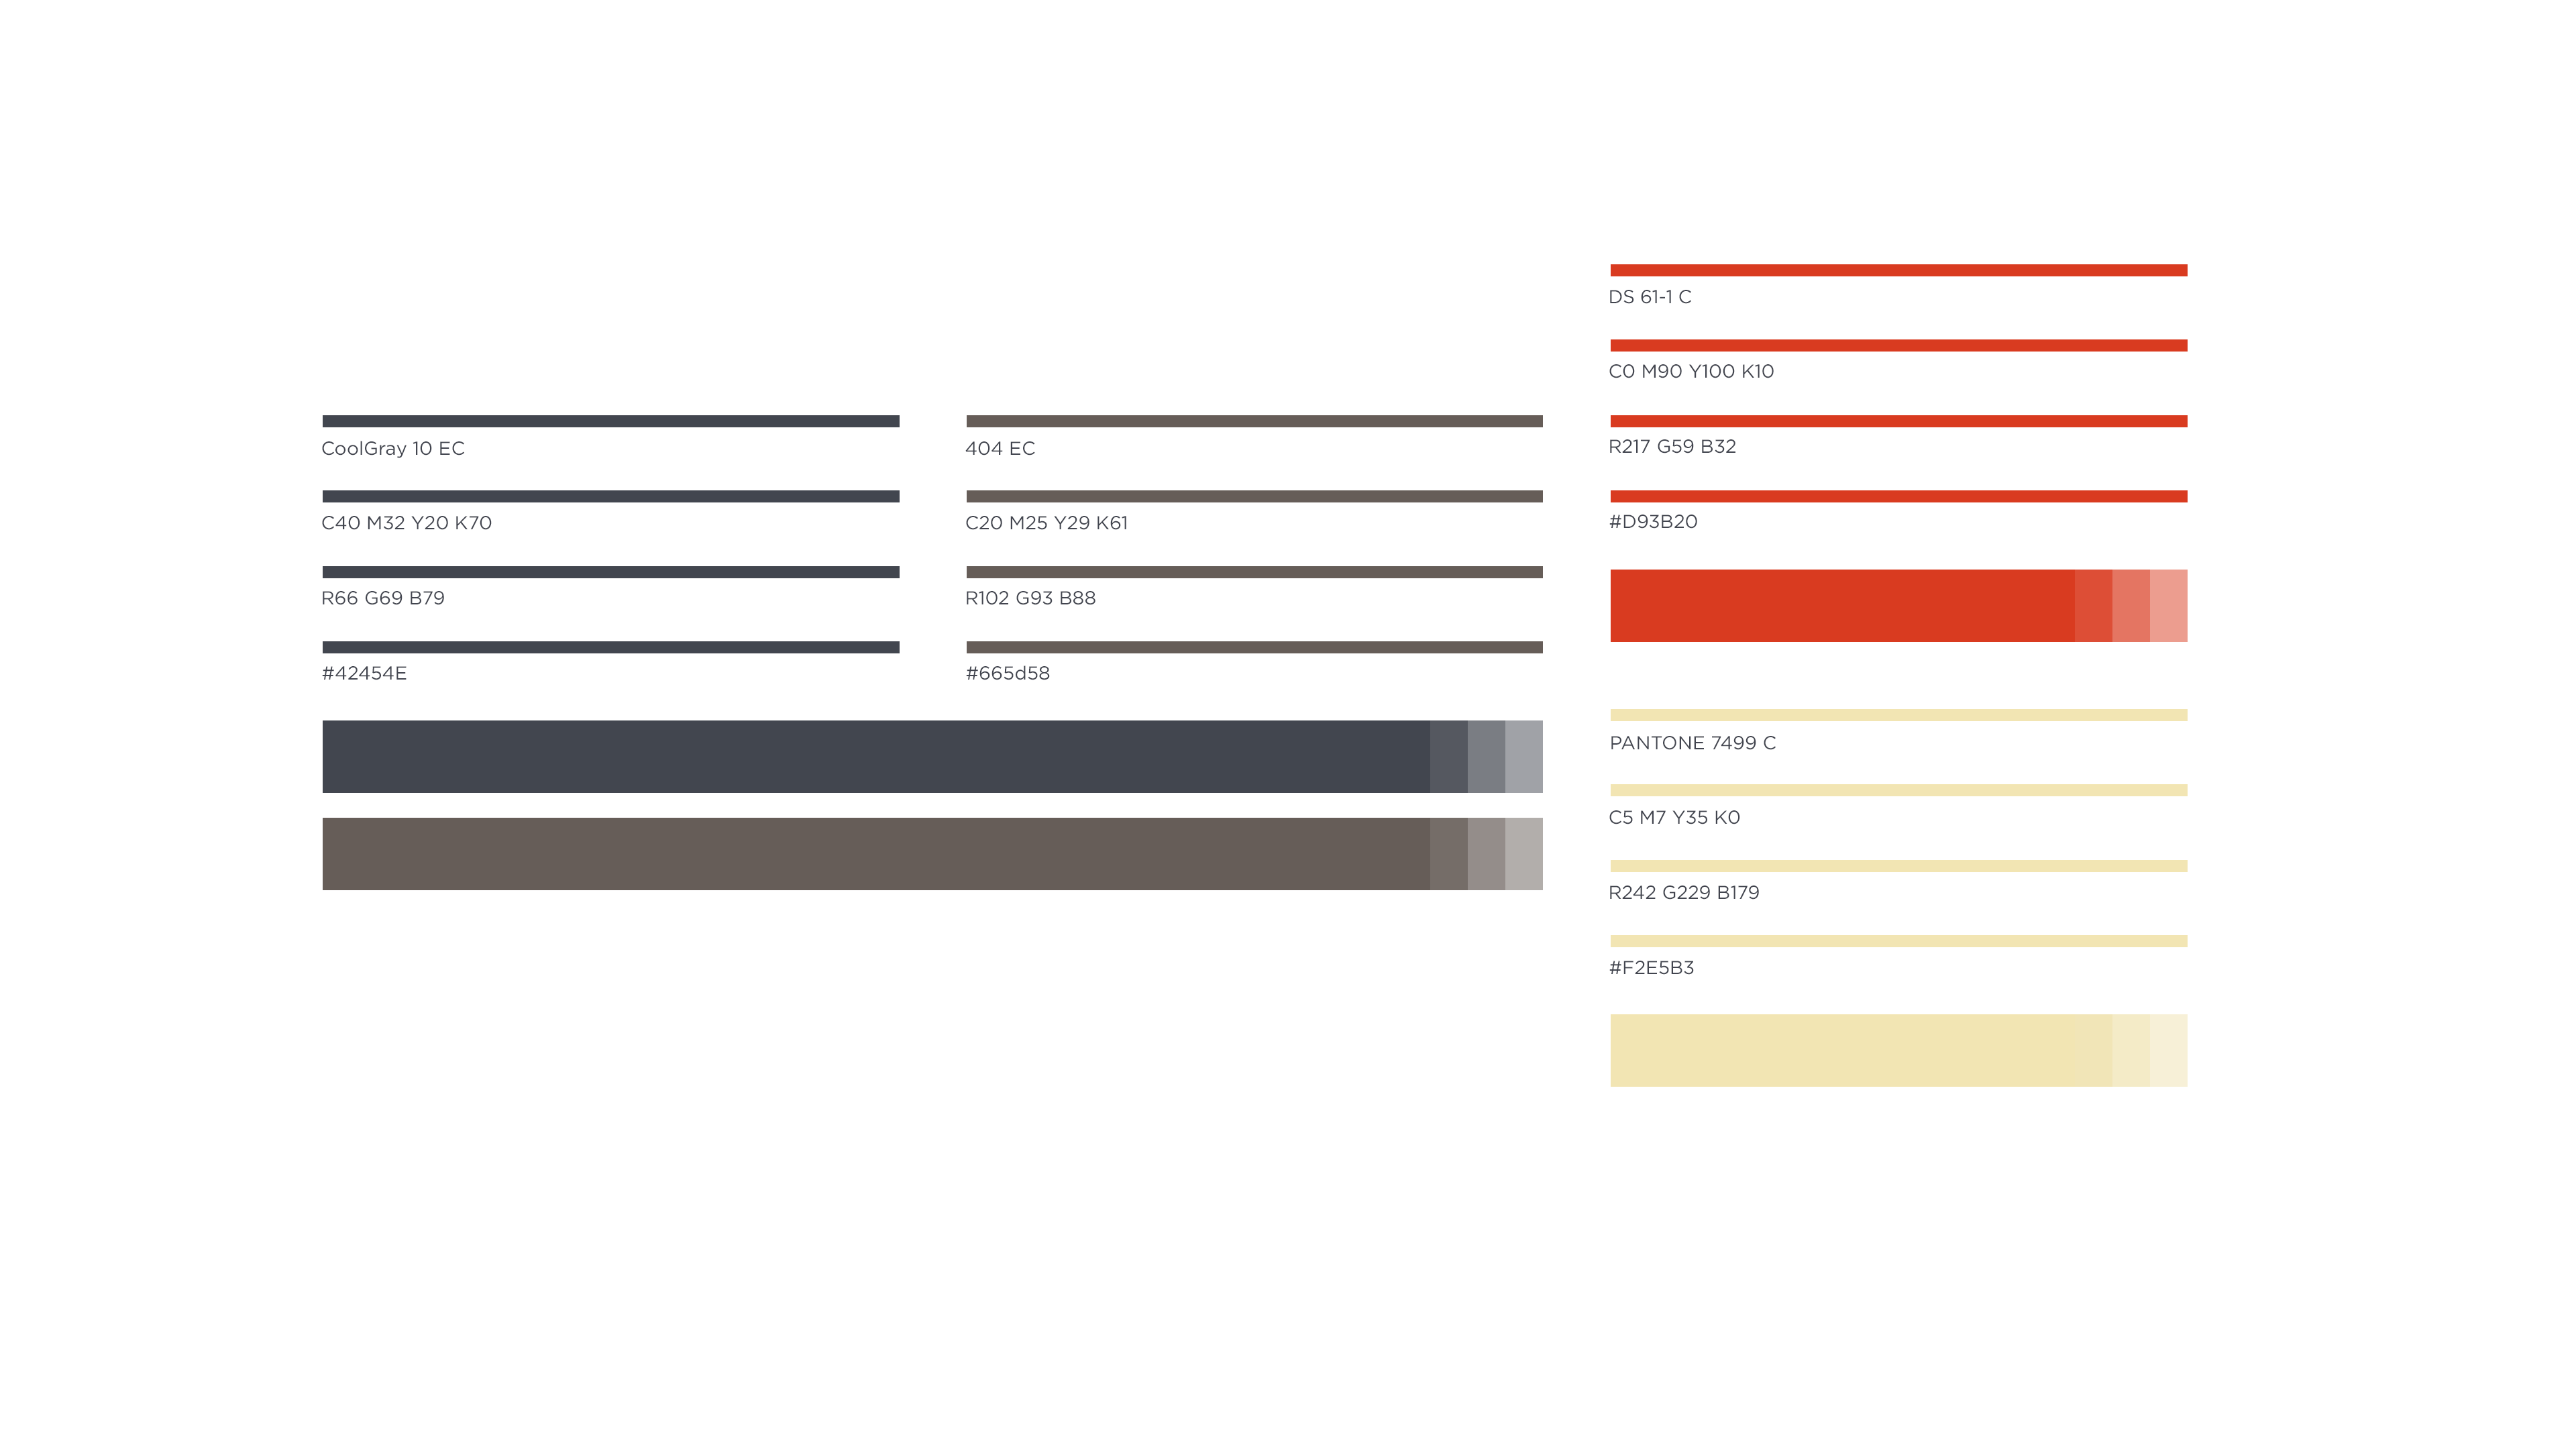 CoolGray 10 EC
C40 M32 Y20 K70
R66 G69 B79
#42454E
404 EC
C20 M25 Y29 K61
R102 G93 B88
#665d58
DS 61-1 C
C0 M90 Y100 K10
R217 G59 B32
#D93B20
PANTONE 7499 C
C5 M7 Y35 K0
R242 G229 B179
#F2E5B3